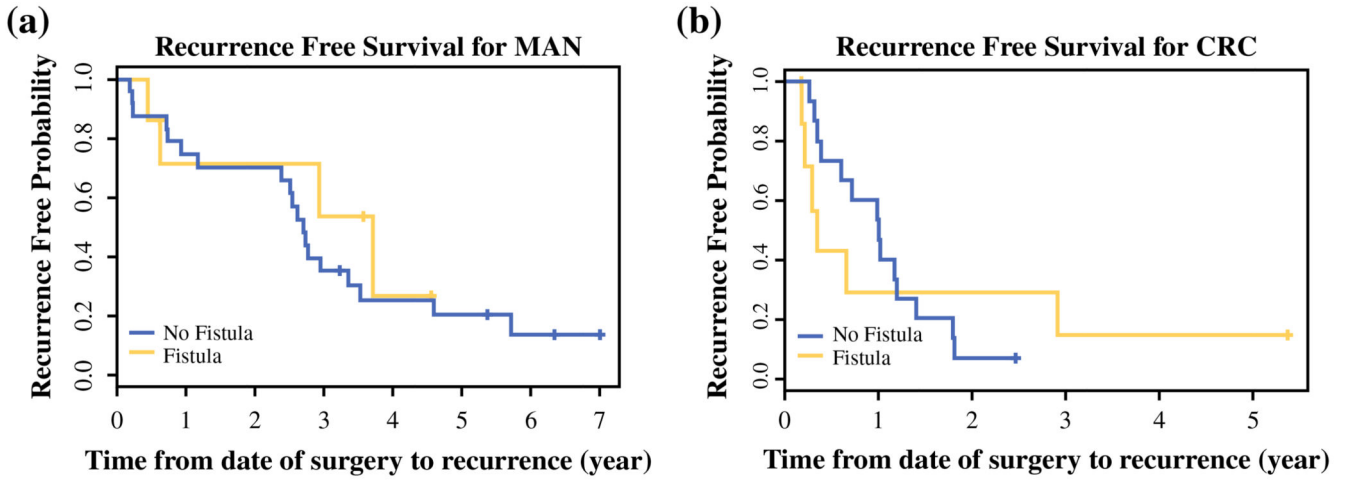 (a)
Recurrence Free Survival for MAN
Recurrence Free Probability
1.0
0.8
0.6
0.4
0.2
0.0
No Fistula
Fistula
0 1 2 3 4 5 6 7
Time from date of surgery to recurrence (year)
(b)
Recurrence Free Survival for CRC
Recurrence Free Probability
1.0
0.8
0.6
0.4
0.2
0.0
No Fistula
Fistula
0 1 2 3 4 5
Time from date of surgery to recurrence (year)